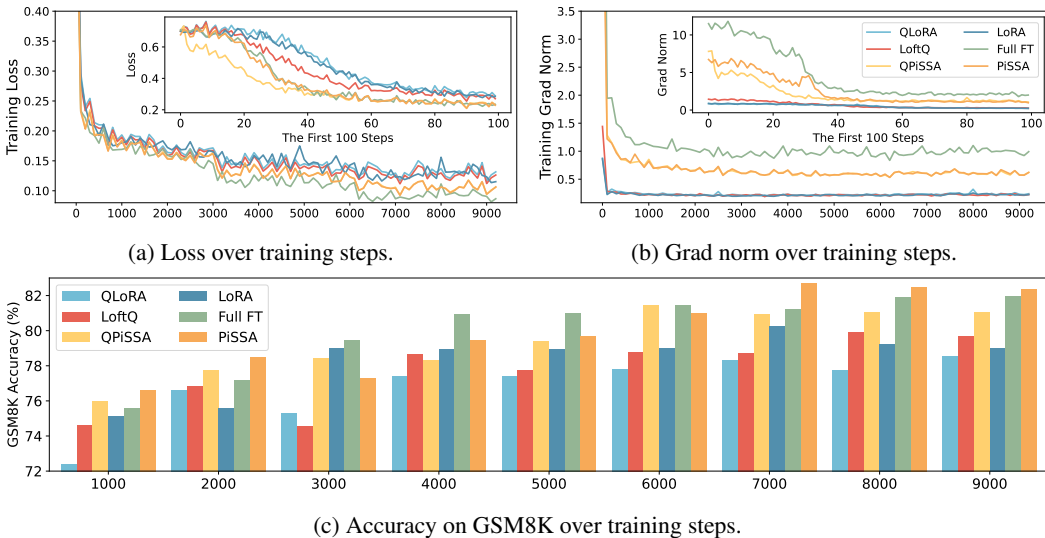 0.40
0.35
0.30
0.25
0.20
0.15
0.10
Training Loss
0.6
0.4
0.2
Loss
0 20 40 60 80 100
The First 100 Steps
0 1000 2000 3000 4000 5000 6000 7000 8000 9000
(a) Loss over training steps.
3.5
3.0
2.5
2.0
1.5
1.0
0.5
Training Grad Norm
10
5
0
Grad Norm
QLoRA LoRA
LoftQ Full FT
QPiSSA PiSSA
0 20 40 60 80 100
The First 100 Steps
0 1000 2000 3000 4000 5000 6000 7000 8000 9000
(b) Grad norm over training steps.
82
80
78
76
74
72
GSM8K Accuracy (%)
QLoRA LoRA
LoftQ Full FT
QPiSSA PiSSA
1000 2000 3000 4000 5000 6000 7000 8000 9000
(c) Accuracy on GSM8K over training steps.